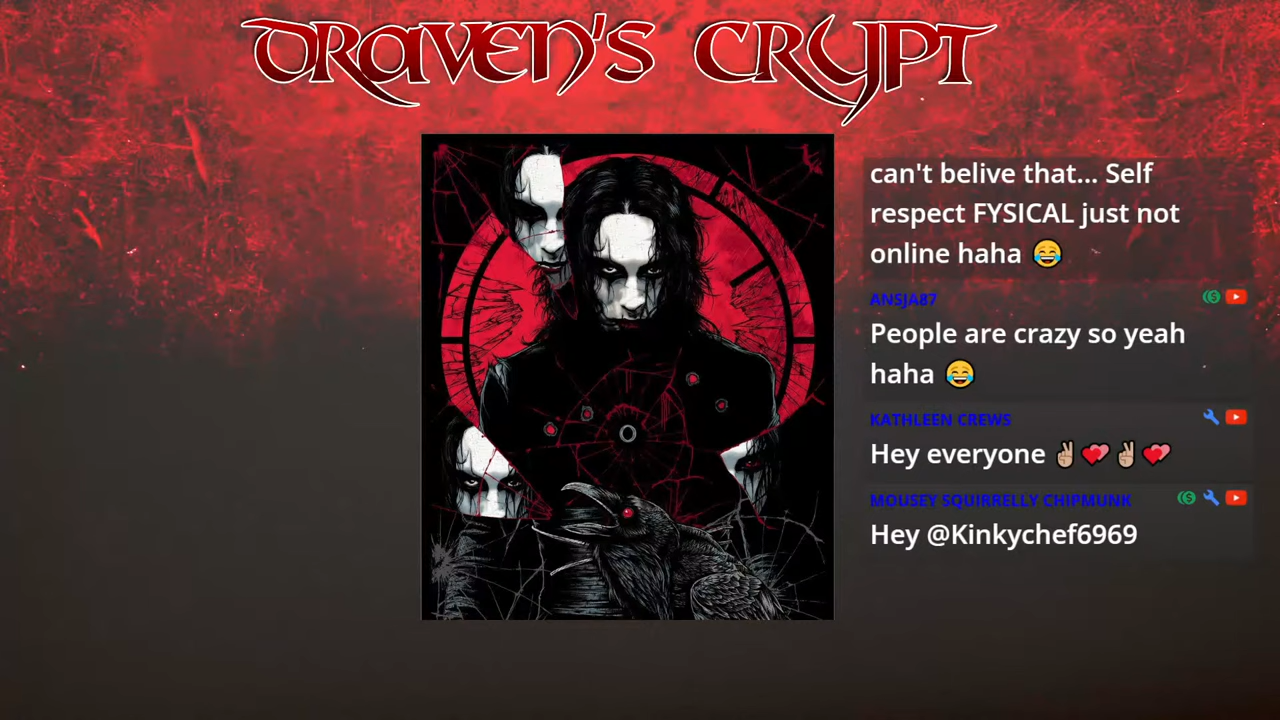 DRAVEN'S CRYPT
can't belive that... Self
respect FYSICAL just not
online haha 😂
ANSJA87
People are crazy so yeah
haha 😂
KATHLEEN CREWS
Hey everyone ✌🏼💕✌🏼💕
MOUSEY SQUIRRELLY CHIPMUNK
Hey @Kinkychef6969